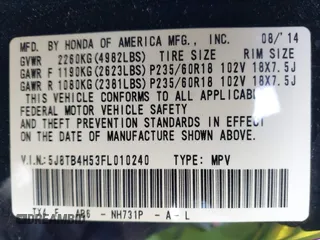 MFD. BY HONDA OF AMERICA MFG., INC. 08/'14
GVWR 2260KG(4982LBS) TIRE SIZE RIM SIZE
GAWR F 1190KG(2623LBS) P235/60R18 102V 18X7.5J
GAWR R 1080KG(2381LBS) P235/60R18 102V 18X7.5J
THIS VEHICLE CONFORMS TO ALL APPLICABLE
FEDERAL MOTOR VEHICLE SAFETY
AND THEFT PREVENTION STANDARDS IN EFFECT
ON THE DATE OF MANUFACTURE SHOWN ABOVE.
V.I.N.: 5J8TB4H53FL010240 TYPE: MPV
NH731P - A - L